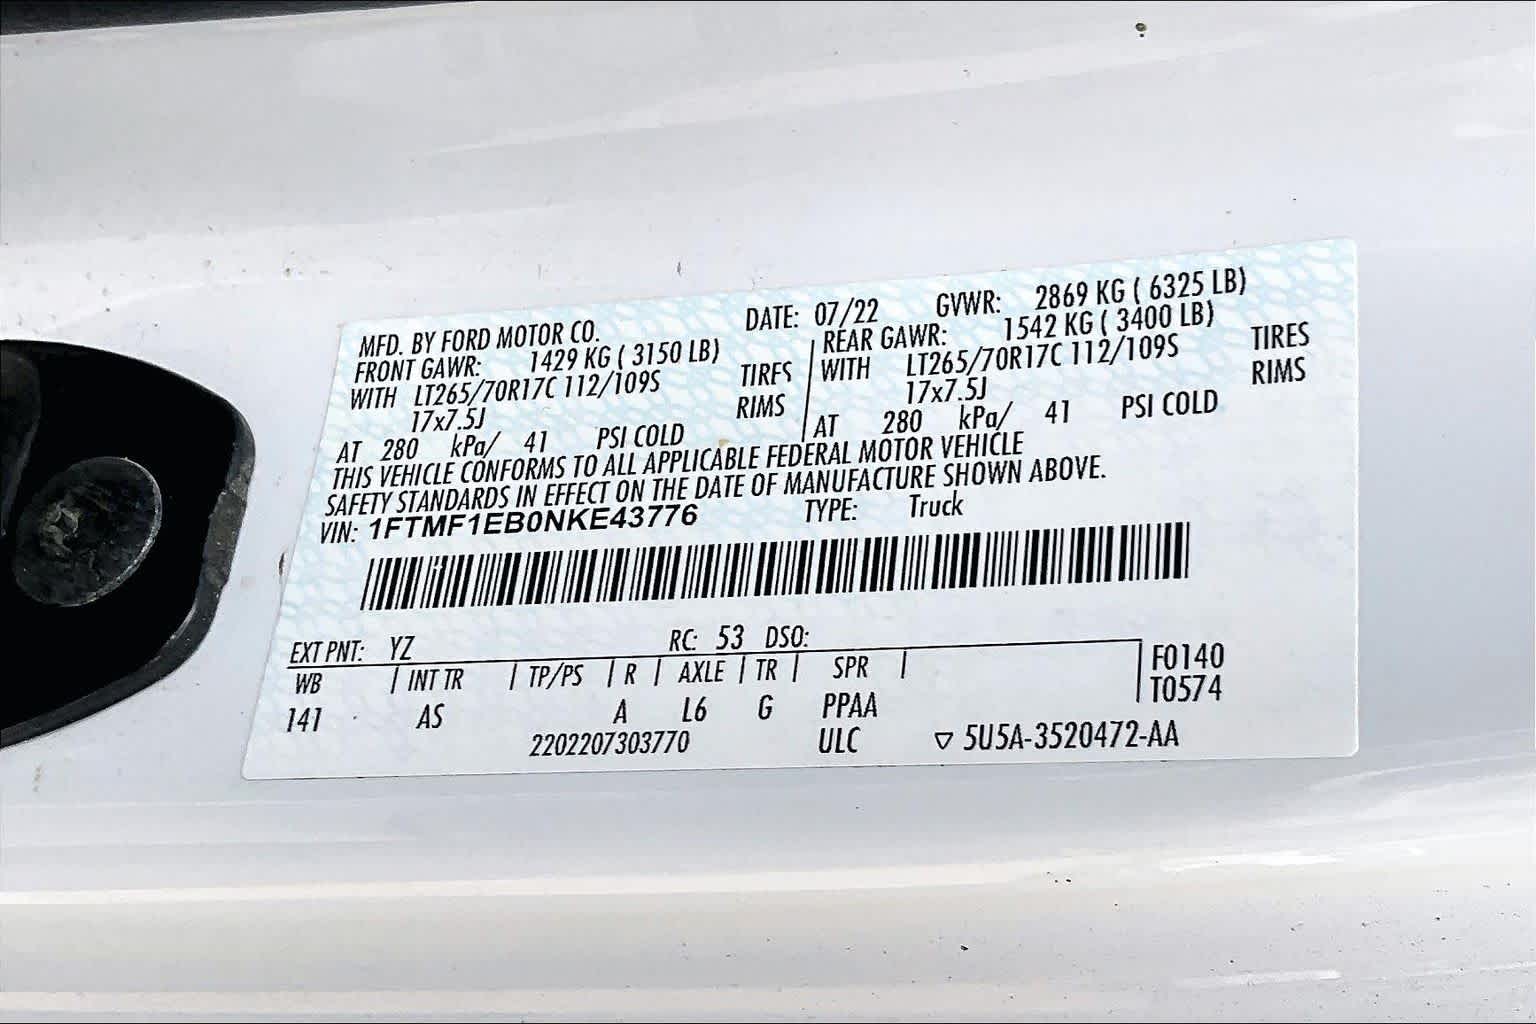 MFD. BY FORD MOTOR CO. DATE: 07/22 GVWR: 2869 KG ( 6325 LB)
FRONT GAWR: 1429 KG ( 3150 LB) REAR GAWR: 1542 KG ( 3400 LB)
WITH LT265/70R17C 112/109S TIRES WITH LT265/70R17C 112/109S TIRES
17x7.5J RIMS 17x7.5J RIMS
AT 280 kPa/ 41 PSI COLD AT 280 kPa/ 41 PSI COLD
THIS VEHICLE CONFORMS TO ALL APPLICABLE FEDERAL MOTOR VEHICLE
SAFETY STANDARDS IN EFFECT ON THE DATE OF MANUFACTURE SHOWN ABOVE.
VIN: 1FTMF1EB0NKE43776 TYPE: Truck
EXT PNT: YZ RC: 53 DSO:
WB INT TR TP/PS R AXLE TR SPR F0140
141 AS A L6 G PPAA T0574
2202207303770 ULC ▽ 5U5A-3520472-AA